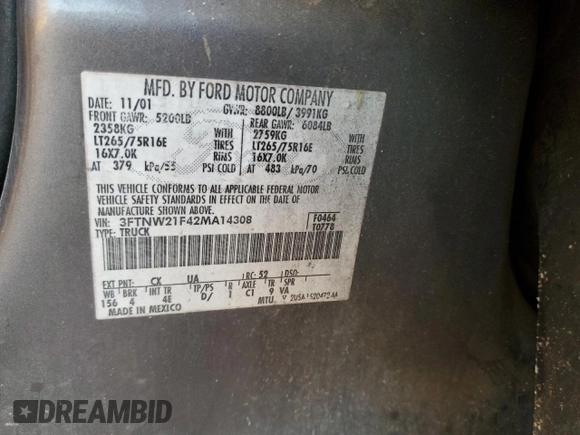 MFD. BY FORD MOTOR COMPANY
DATE: 11/01 GVWR: 8800LB/ 3991KG
FRONT GAWR: 5200LB REAR GAWR: 6084LB
2358KG WITH 2759KG WITH
LT265/75R16E TIRES LT265/75R16E TIRES
16X7.0K RIMS 16X7.0K RIMS
AT 379 kPa/55 PSI COLD AT 483 kPa/70 PSI COLD
THIS VEHICLE CONFORMS TO ALL APPLICABLE FEDERAL MOTOR
VEHICLE SAFETY STANDARDS IN EFFECT ON THE DATE OF
MANUFACTURE SHOWN ABOVE.
VIN: 3FTNW21F42MA14308 F0464
TYPE: TRUCK T0778
EXT PNT: CX UA RC: 52 DSO:
WB BRK INT TR TP/PS R AXLE TR SPR
156 4 4E D/ 1 C1 9 VA
MADE IN MEXICO MTU.
DREAMBID